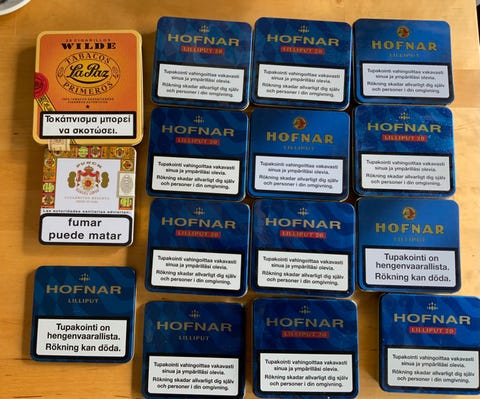 20 CIGARILLOS
WILDE
TABACOS
La Paz
PRIMEROS
Το κάπνισμα μπορεί
να σκοτώσει.
PUNCH
Las autoridades sanitarias advierten
fumar
puede matar
HOFNAR
LILLIPUT
Tupakointi on
hengenvaarallista.
Rökning kan döda.
HOFNAR
LILLIPUT 20
Tupakointi vahingoittaa vakavasti
sinua ja ympärilläsi olevia.
Rökning skadar allvarligt dig själv
och personer i din omgivning.
HOFNAR
LILLIPUT 20
Tupakointi vahingoittaa vakavasti
sinua ja ympärilläsi olevia.
Rökning skadar allvarligt dig själv
och personer i din omgivning.
HOFNAR
LILLIPUT
Tupakointi vahingoittaa vakavasti
sinua ja ympärilläsi olevia.
Rökning skadar allvarligt dig själv
och personer i din omgivning.
HOFNAR
LILLIPUT 20
Tupakointi vahingoittaa vakavasti
sinua ja ympärilläsi olevia.
Rökning skadar allvarligt dig själv
och personer i din omgivning.
HOFNAR
LILLIPUT
Tupakointi vahingoittaa vakavasti
sinua ja ympärilläsi olevia.
Rökning skadar allvarligt dig själv
och personer i din omgivning.
HOFNAR
LILLIPUT 20
Tupakointi vahingoittaa vakavasti
sinua ja ympärilläsi olevia.
Rökning skadar allvarligt dig själv
och personer i din omgivning.
HOFNAR
LILLIPUT 20
Tupakointi vahingoittaa vakavasti
sinua ja ympärilläsi olevia.
Rökning skadar allvarligt dig själv
och personer i din omgivning.
HOFNAR
LILLIPUT 20
Tupakointi vahingoittaa vakavasti
sinua ja ympärilläsi olevia.
Rökning skadar allvarligt dig själv
och personer i din omgivning.
HOFNAR
LILLIPUT
Tupakointi on
hengenvaarallista.
Rökning kan döda.
HOFNAR
LILLIPUT
Tupakointi vahingoittaa vakavasti
sinua ja ympärilläsi olevia.
Rökning skadar allvarligt dig själv
och personer i din omgivning.
HOFNAR
LILLIPUT 20
Tupakointi vahingoittaa vakavasti
sinua ja ympärilläsi olevia.
Rökning skadar allvarligt dig själv
och personer i din omgivning.
HOFNAR
LILLIPUT 20
Tupakointi vahingoittaa vakavasti
sinua ja ympärilläsi olevia.
Rökning skadar allvarligt dig själv
och personer i din omgivning.